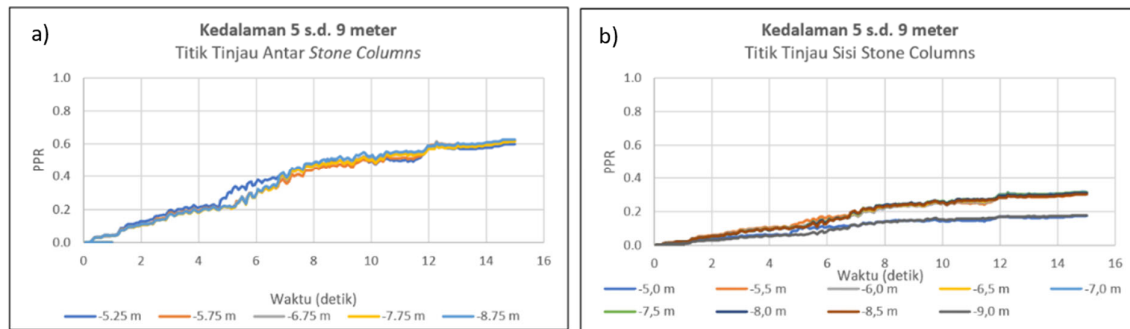 a)
Kedalaman 5 s.d. 9 meter
Titik Tinjau Antar Stone Columns
1.0
0.8
0.6
0.4
0.2
0.0
PPR
0 2 4 6 8 10 12 14 16
Waktu (detik)
-5.25 m -5.75 m -6.75 m -7.75 m -8.75 m
b)
Kedalaman 5 s.d. 9 meter
Titik Tinjau Sisi Stone Columns
1.0
0.8
0.6
0.4
0.2
0.0
PPR
0 2 4 6 8 10 12 14 16
Waktu (detik)
-5,0 m -5,5 m -6,0 m -6,5 m -7,0 m
-7,5 m -8,0 m -8,5 m -9,0 m